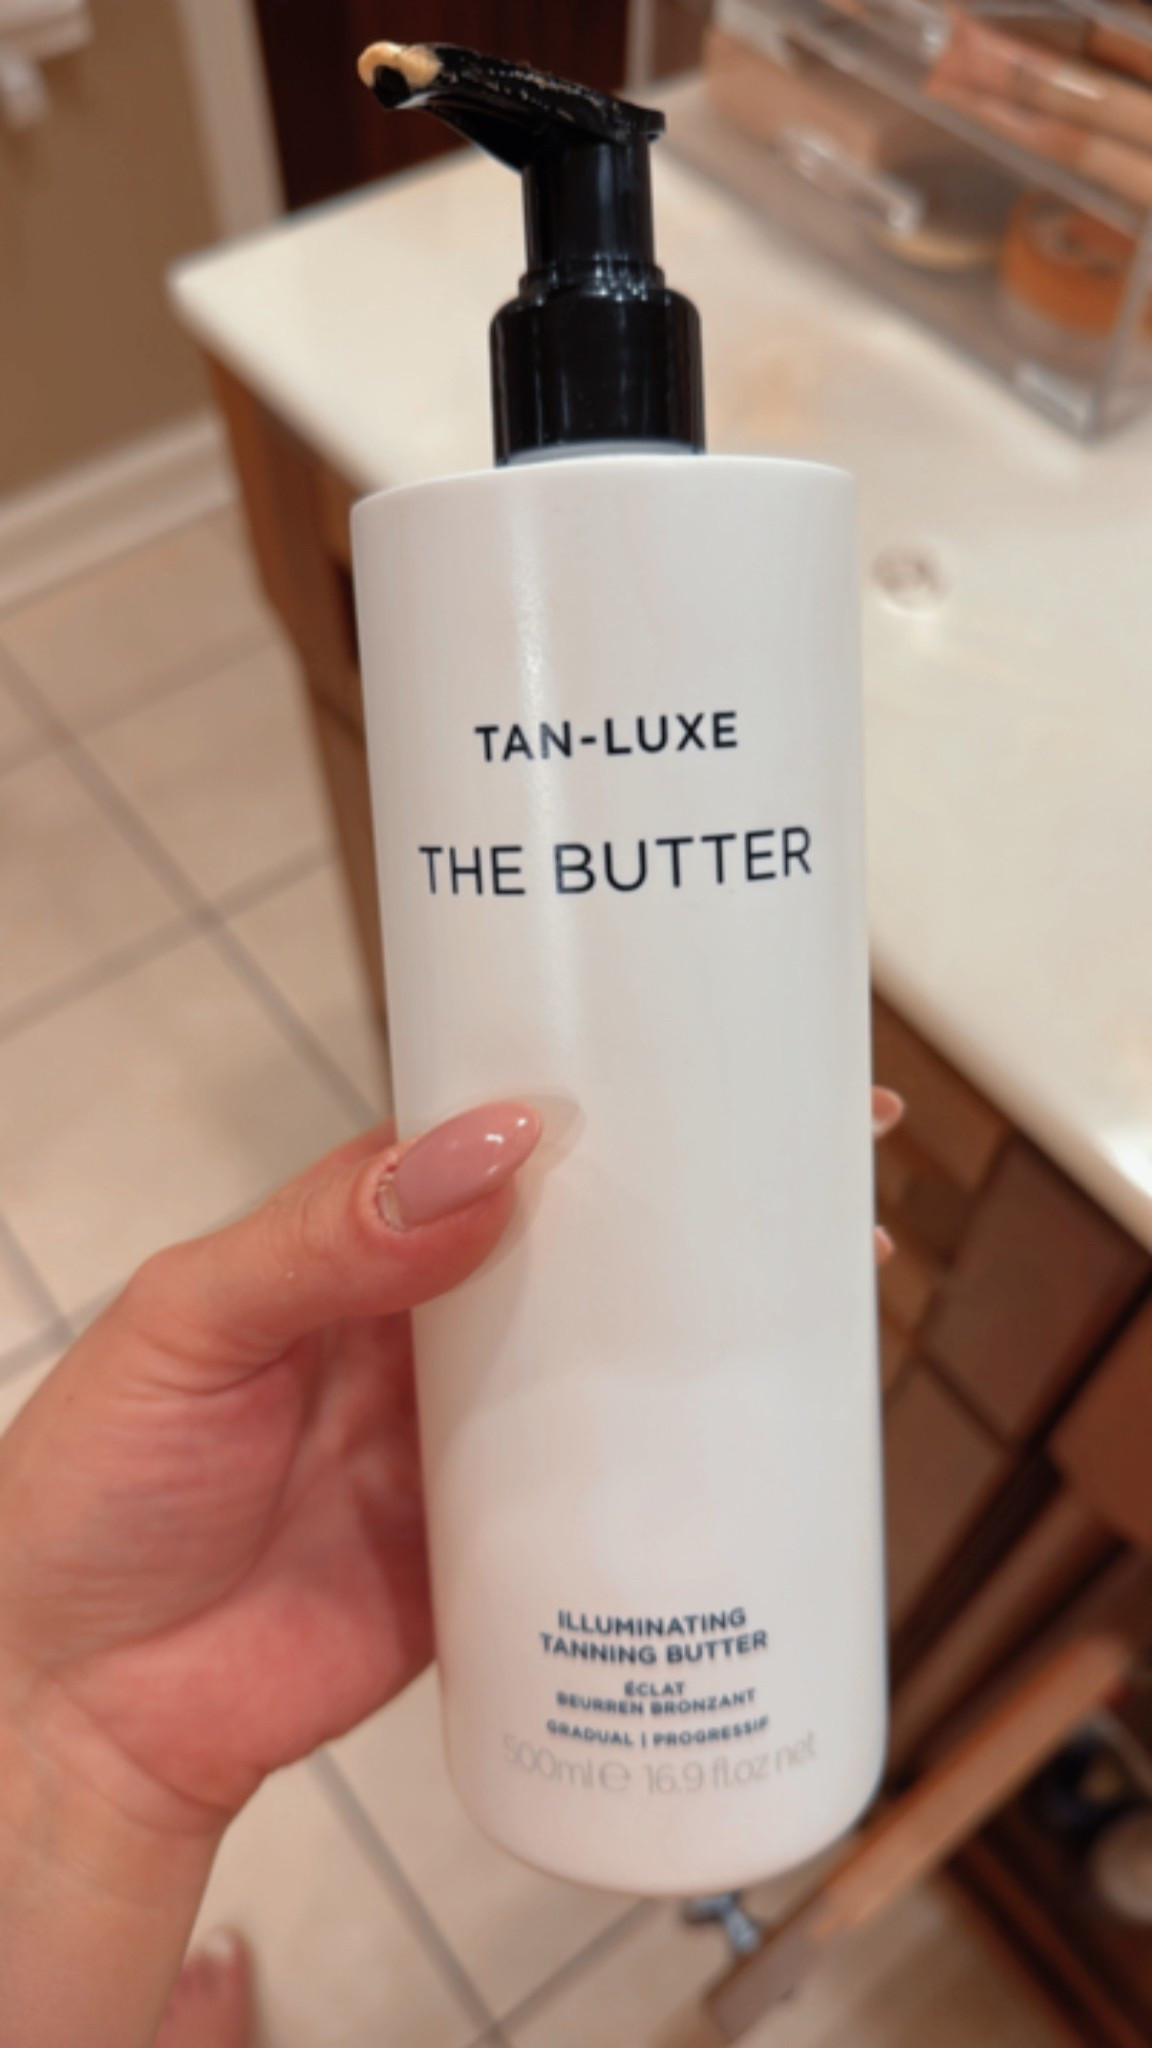 TAN-LUXE
THE BUTTER
ILLUMINATING
TANNING BUTTER
ÉCLAT
BEURREN BRONZANT
GRADUAL | PROGRESSIF
500ml ℮ 16.9 fl.oz net